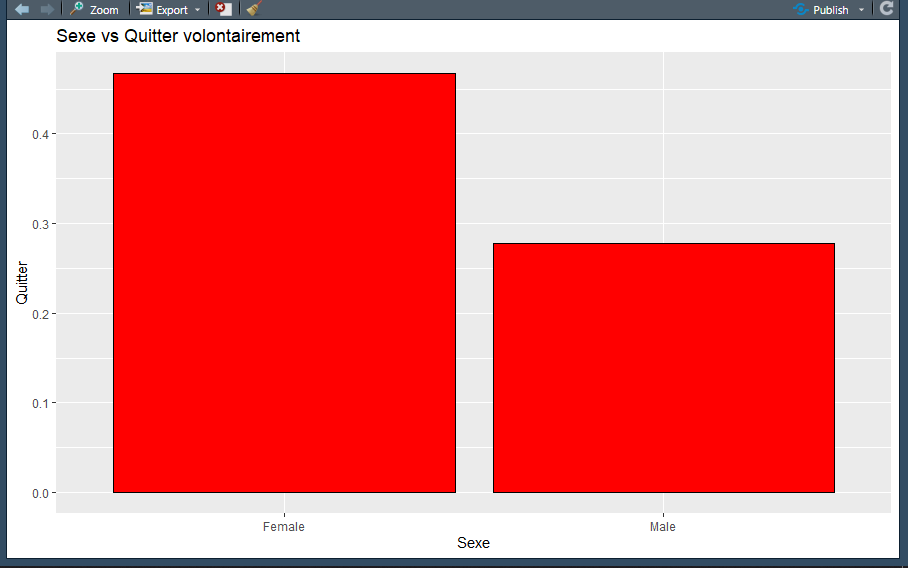 Zoom Export Publish
Sexe vs Quitter volontairement
0.4
0.3
Quitter
0.2
0.1
0.0
Female Male
Sexe